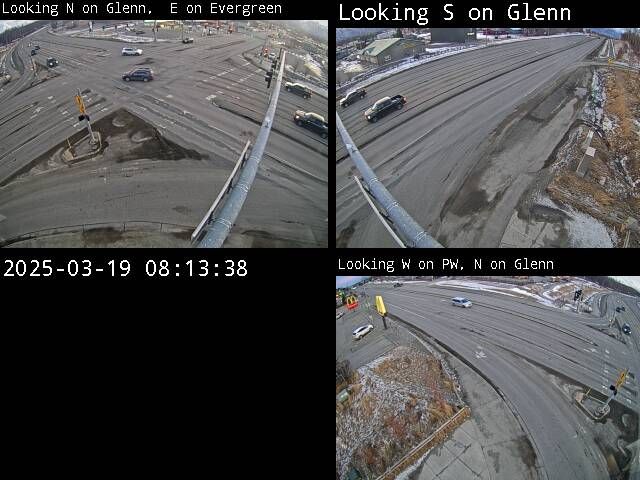 Looking N on Glenn,  E on Evergreen
Looking S on Glenn
2025-03-19 08:13:38
Looking W on PW, N on Glenn